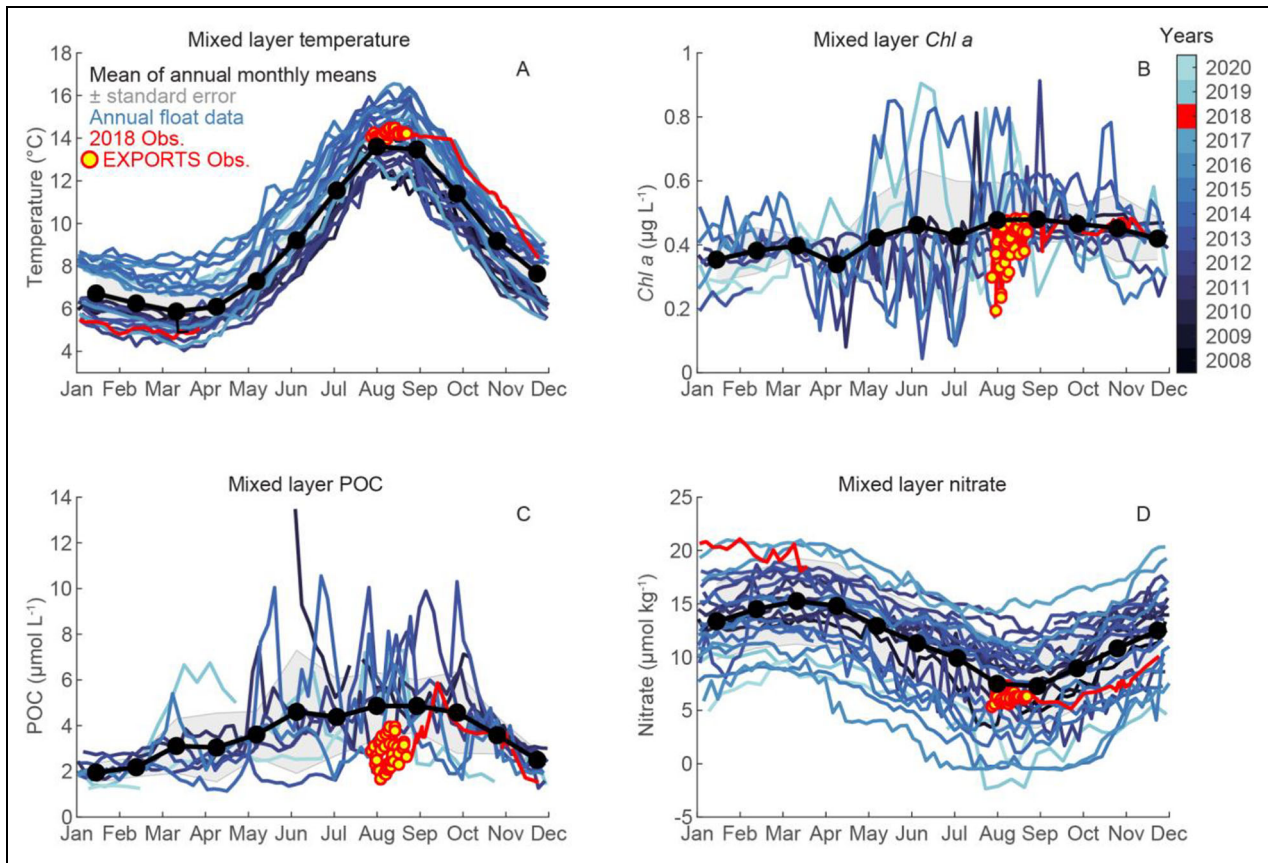 Mixed layer temperature
A
Mean of annual monthly means
± standard error
Annual float data
2018 Obs.
EXPORTS Obs.
Temperature (°C)
18
16
14
12
10
8
6
4
Jan Feb Mar Apr May Jun Jul Aug Sep Oct Nov Dec
Mixed layer Chl a
B
Chl a (µg L⁻¹)
1
0.8
0.6
0.4
0.2
0
Jan Feb Mar Apr May Jun Jul Aug Sep Oct Nov Dec
Years
2020
2019
2018
2017
2016
2015
2014
2013
2012
2011
2010
2009
2008
Mixed layer POC
C
POC (µmol L⁻¹)
14
12
10
8
6
4
2
0
Jan Feb Mar Apr May Jun Jul Aug Sep Oct Nov Dec
Mixed layer nitrate
D
Nitrate (µmol kg⁻¹)
25
20
15
10
5
0
-5
Jan Feb Mar Apr May Jun Jul Aug Sep Oct Nov Dec